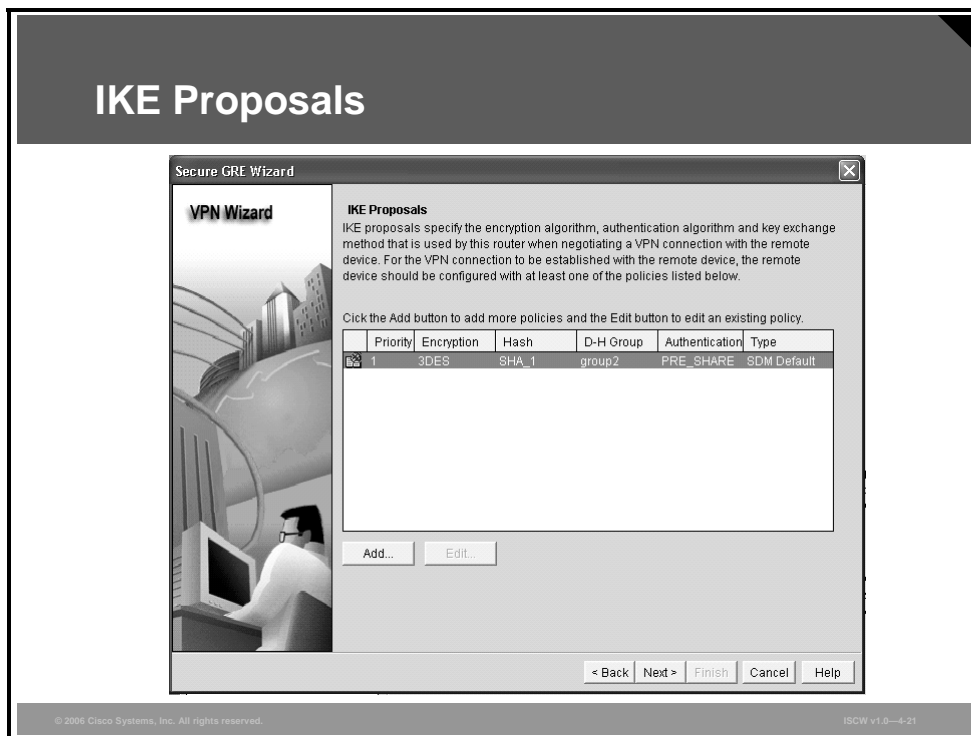 IKE Proposals
Secure GRE Wizard
VPN Wizard
IKE Proposals
IKE proposals specify the encryption algorithm, authentication algorithm and key exchange
method that is used by this router when negotiating a VPN connection with the remote
device. For the VPN connection to be established with the remote device, the remote
device should be configured with at least one of the policies listed below.
Cick the Add button to add more policies and the Edit button to edit an existing policy.
Priority Encryption Hash D-H Group Authentication Type
1 3DES SHA_1 group2 PRE_SHARE SDM Default
Add... Edit...
< Back Next > Finish Cancel Help
© 2006 Cisco Systems, Inc. All rights reserved. ISCW v1.0—4-21